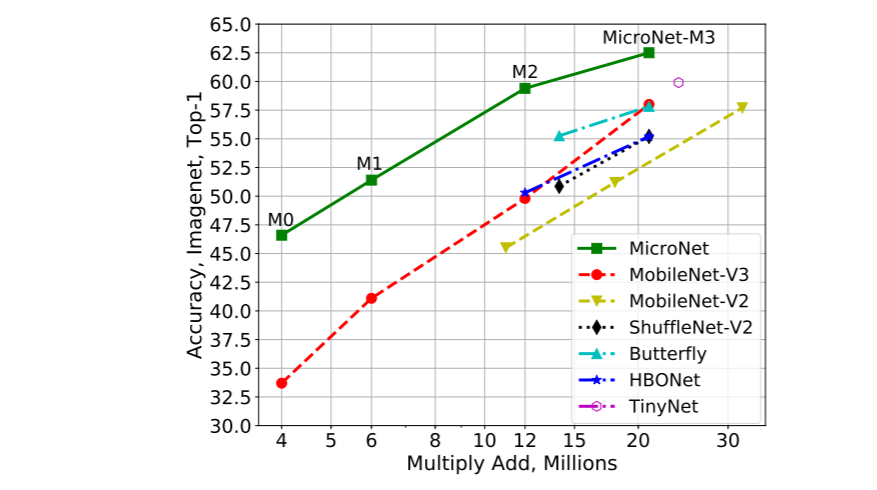 65.0
62.5
60.0
57.5
55.0
52.5
50.0
47.5
45.0
42.5
40.0
37.5
35.0
32.5
30.0
Accuracy, Imagenet, Top-1
MicroNet-M3
M2
M1
M0
MicroNet
MobileNet-V3
MobileNet-V2
ShuffleNet-V2
Butterfly
HBONet
TinyNet
4 5 6 8 10 12 15 20 30
Multiply Add, Millions